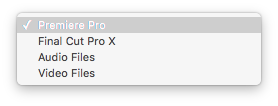 ✓ Premiere Pro
Final Cut Pro X
Audio Files
Video Files